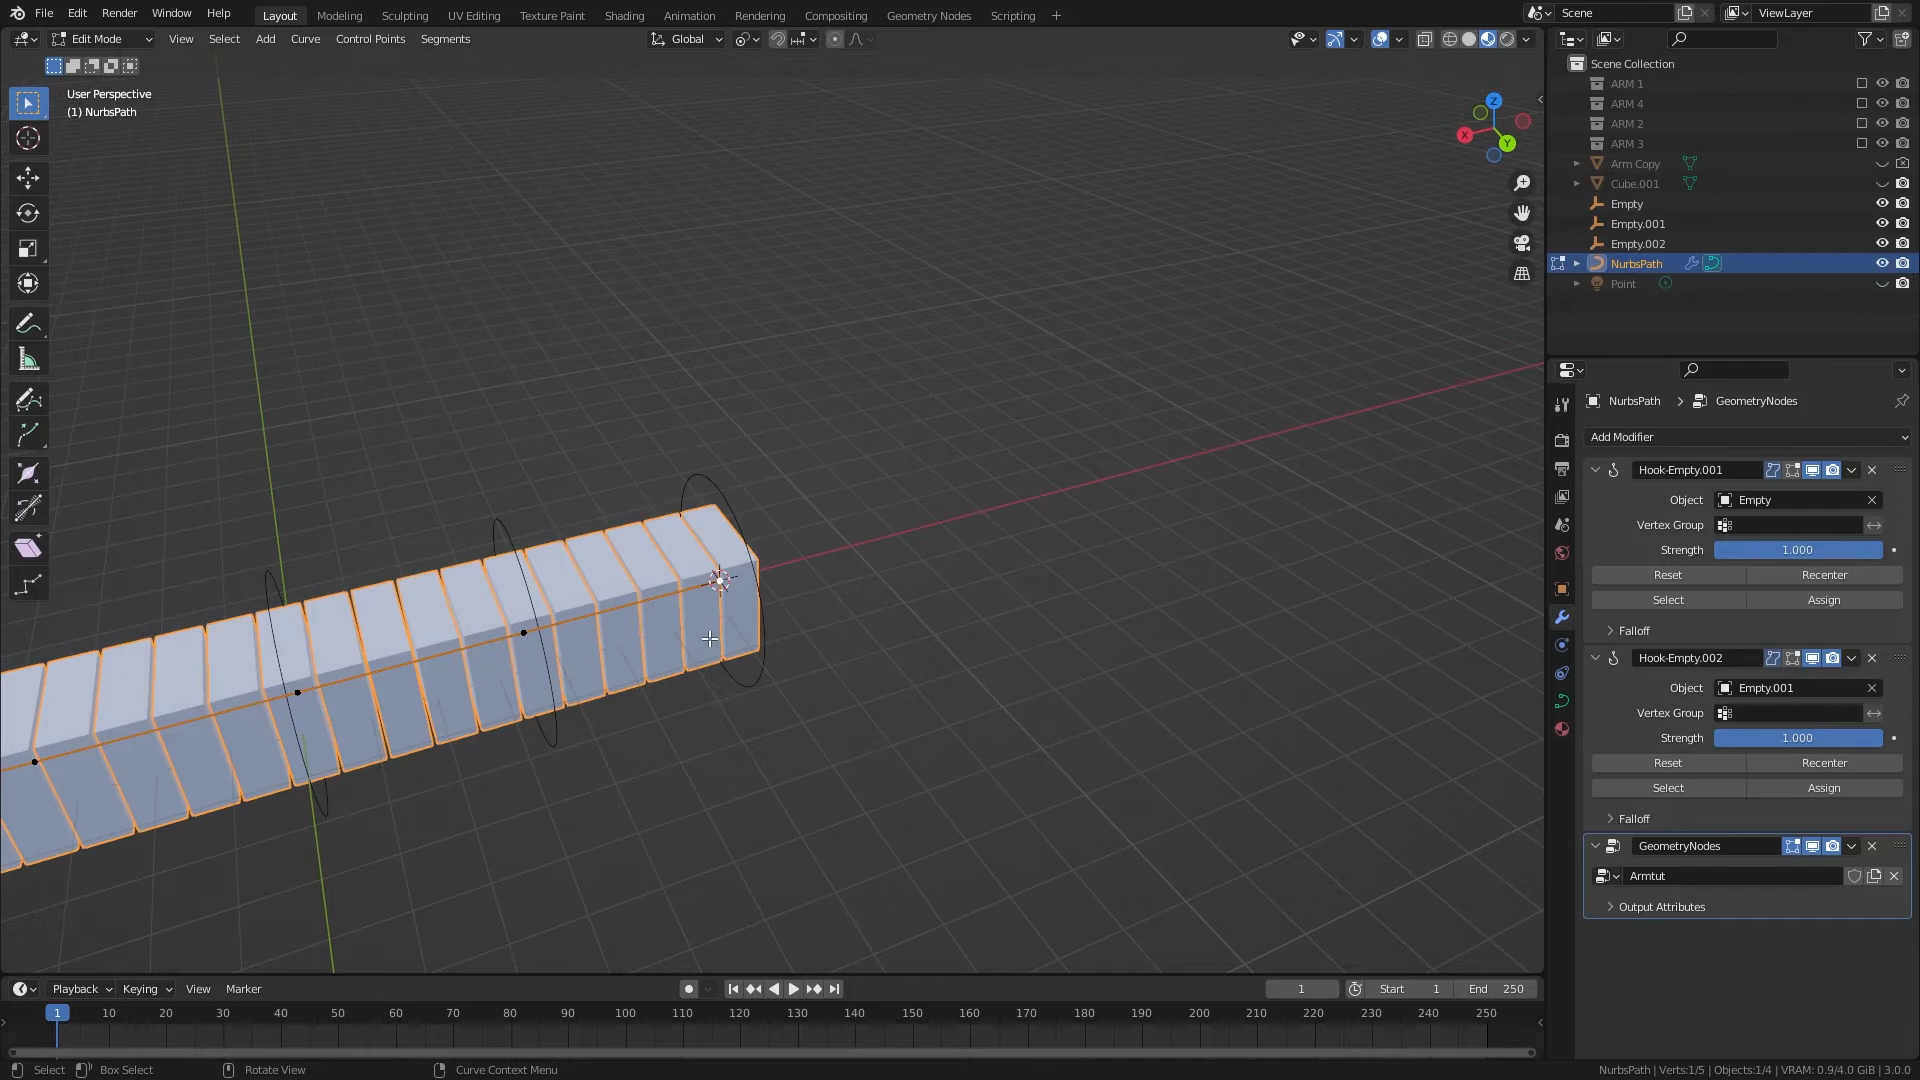 File Edit Render Window Help Layout Modeling Sculpting UV Editing Texture Paint Shading Animation Rendering Compositing Geometry Nodes Scripting + Scene ViewLayer
Edit Mode View Select Add Curve Control Points Segments Global
User Perspective
(1) NurbsPath
Z
X
Y
Scene Collection
ARM 1
ARM 4
ARM 2
ARM 3
Arm Copy
Cube.001
Empty
Empty.001
Empty.002
NurbsPath
Point
NurbsPath > GeometryNodes
Add Modifier
Hook-Empty.001
Object Empty
Vertex Group
Strength 1.000
Reset Recenter
Select Assign
Falloff
Hook-Empty.002
Object Empty.001
Vertex Group
Strength 1.000
Reset Recenter
Select Assign
Falloff
GeometryNodes
Armtut
Output Attributes
Playback Keying View Marker 1 Start 1 End 250
1 10 20 30 40 50 60 70 80 90 100 110 120 130 140 150 160 170 180 190 200 210 220 230 240 250
Select Box Select Rotate View Curve Context Menu NurbsPath | Verts:1/5 | Objects:1/4 | VRAM: 0.9/4.0 GiB | 3.0.0